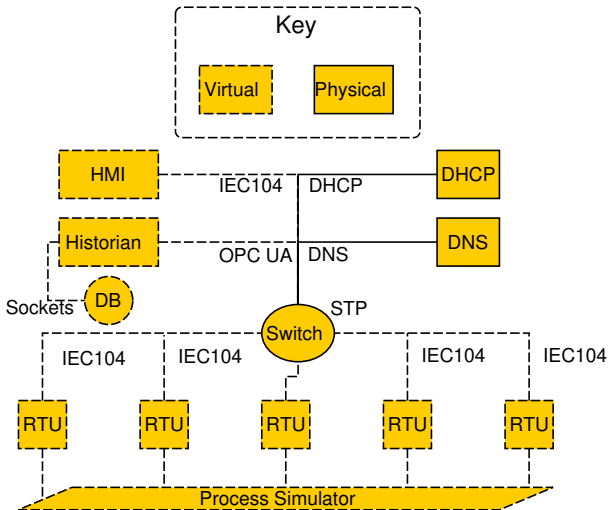 Key
Virtual
Physical
HMI
IEC104
DHCP
DHCP
Historian
OPC UA
DNS
DNS
DB
Sockets
STP
Switch
IEC104
IEC104
IEC104
IEC104
RTU
RTU
RTU
RTU
RTU
Process Simulator